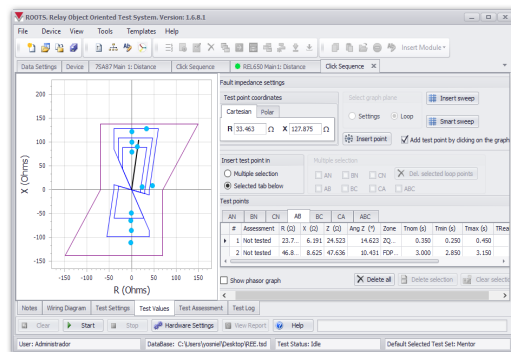 ROOTS. Relay Object Oriented Test System. Version: 1.6.8.1
File Device View Tools Templates Help
Insert Module
Data Settings Device 7SA87 Main 1: Distance Click Sequence REL650 Main 1: Distance Click Sequence
Fault impedance settings
Test point coordinates
Cartesian Polar
R 33.463 Ω X 127.875 Ω
Select graph plane
Settings Loop
Insert sweep
Smart sweep
Insert point
Add test point by clicking on the graph
Insert test point in
Multiple selection
Selected tab below
Multiple selection
AN BN CN
AB BC CA ABC
Del. selected loop points
Test points
AN BN CN AB BC CA ABC
# Assessment R (Ω) X (Ω) Z (Ω) Ang Z (°) Zone Tnom (s) Tmin (s) Tmax (s) TRea
1 Not tested 23.7... 6.191 24.523 14.623 ZQ... 0.350 0.250 0.450
2 Not tested 46.8... 8.625 47.636 10.431 FDP... 3.000 2.850 3.150
Show phasor graph
Delete all Delete selection Clear selectio
X (Ohms)
200
150
100
50
0
-50
-100
-150
-150 -100 -50 0 50 100 150
R (Ohms)
Notes Wiring Diagram Test Settings Test Values Test Assessment Test Log
Clear Start Stop Hardware Settings View Report Help
User: Administrador DataBase: C:\Users\yosniel\Desktop\REE.tsd Test Status: Idle Default Selected Test Set: Mentor